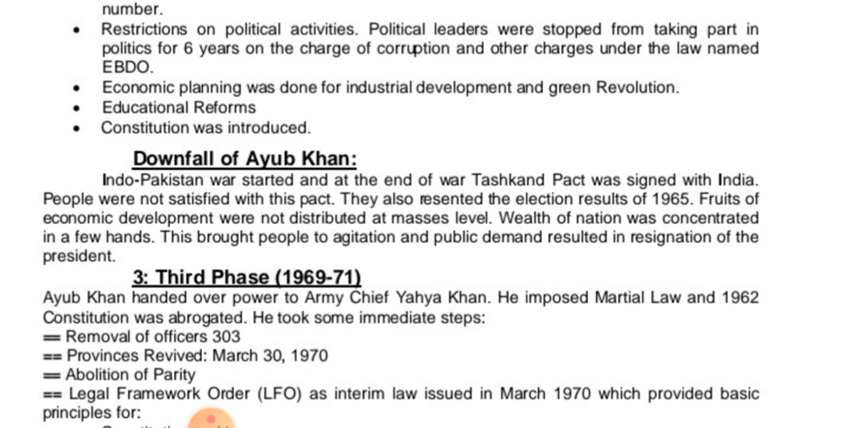 number.
• Restrictions on political activities. Political leaders were stopped from taking part in
politics for 6 years on the charge of corruption and other charges under the law named
EBDO.
• Economic planning was done for industrial development and green Revolution.
• Educational Reforms
• Constitution was introduced.
Downfall of Ayub Khan:
Indo-Pakistan war started and at the end of war Tashkand Pact was signed with India.
People were not satisfied with this pact. They also resented the election results of 1965. Fruits of
economic development were not distributed at masses level. Wealth of nation was concentrated
in a few hands. This brought people to agitation and public demand resulted in resignation of the
president.
3: Third Phase (1969-71)
Ayub Khan handed over power to Army Chief Yahya Khan. He imposed Martial Law and 1962
Constitution was abrogated. He took some immediate steps:
== Removal of officers 303
== Provinces Revived: March 30, 1970
== Abolition of Parity
== Legal Framework Order (LFO) as interim law issued in March 1970 which provided basic
principles for: